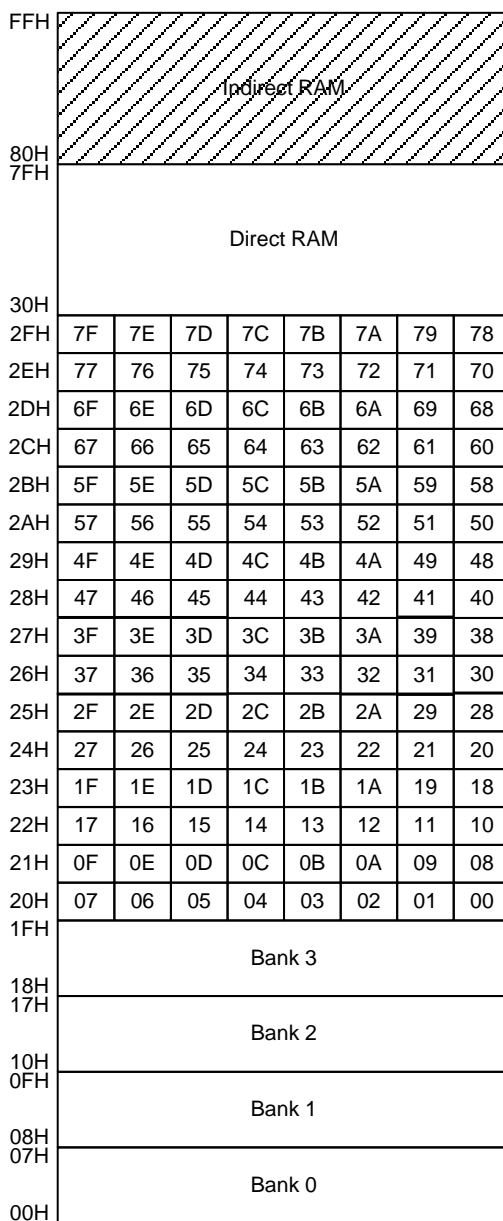 FFH
Indirect RAM
80H
7FH
Direct RAM
30H
2FH 7F 7E 7D 7C 7B 7A 79 78
2EH 77 76 75 74 73 72 71 70
2DH 6F 6E 6D 6C 6B 6A 69 68
2CH 67 66 65 64 63 62 61 60
2BH 5F 5E 5D 5C 5B 5A 59 58
2AH 57 56 55 54 53 52 51 50
29H 4F 4E 4D 4C 4B 4A 49 48
28H 47 46 45 44 43 42 41 40
27H 3F 3E 3D 3C 3B 3A 39 38
26H 37 36 35 34 33 32 31 30
25H 2F 2E 2D 2C 2B 2A 29 28
24H 27 26 25 24 23 22 21 20
23H 1F 1E 1D 1C 1B 1A 19 18
22H 17 16 15 14 13 12 11 10
21H 0F 0E 0D 0C 0B 0A 09 08
20H 07 06 05 04 03 02 01 00
1FH
Bank 3
18H
17H
Bank 2
10H
0FH
Bank 1
08H
07H
Bank 0
00H